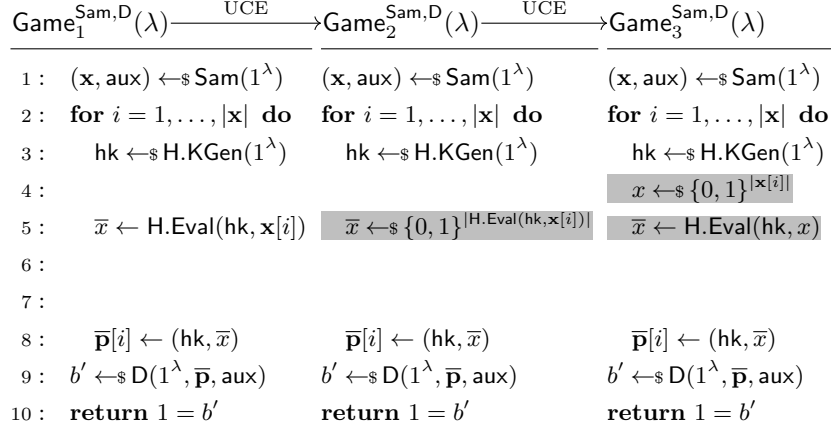 Game₁^{Sam,D}(λ) UCE Game₂^{Sam,D}(λ) UCE Game₃^{Sam,D}(λ)
1 : (𝐱, aux) ←$ Sam(1^λ) (𝐱, aux) ←$ Sam(1^λ) (𝐱, aux) ←$ Sam(1^λ)
2 : for i = 1, . . . , |𝐱| do for i = 1, . . . , |𝐱| do for i = 1, . . . , |𝐱| do
3 : hk ←$ H.KGen(1^λ) hk ←$ H.KGen(1^λ) hk ←$ H.KGen(1^λ)
4 : x ←$ {0, 1}^{|𝐱[i]|}
5 : x̅ ← H.Eval(hk, 𝐱[i]) x̅ ←$ {0, 1}^{|H.Eval(hk,𝐱[i])|} x̅ ← H.Eval(hk, x)
6 :
7 :
8 : 𝐩̅[i] ← (hk, x̅) 𝐩̅[i] ← (hk, x̅) 𝐩̅[i] ← (hk, x̅)
9 : b′ ←$ D(1^λ, 𝐩̅, aux) b′ ←$ D(1^λ, 𝐩̅, aux) b′ ←$ D(1^λ, 𝐩̅, aux)
10 : return 1 = b′ return 1 = b′ return 1 = b′